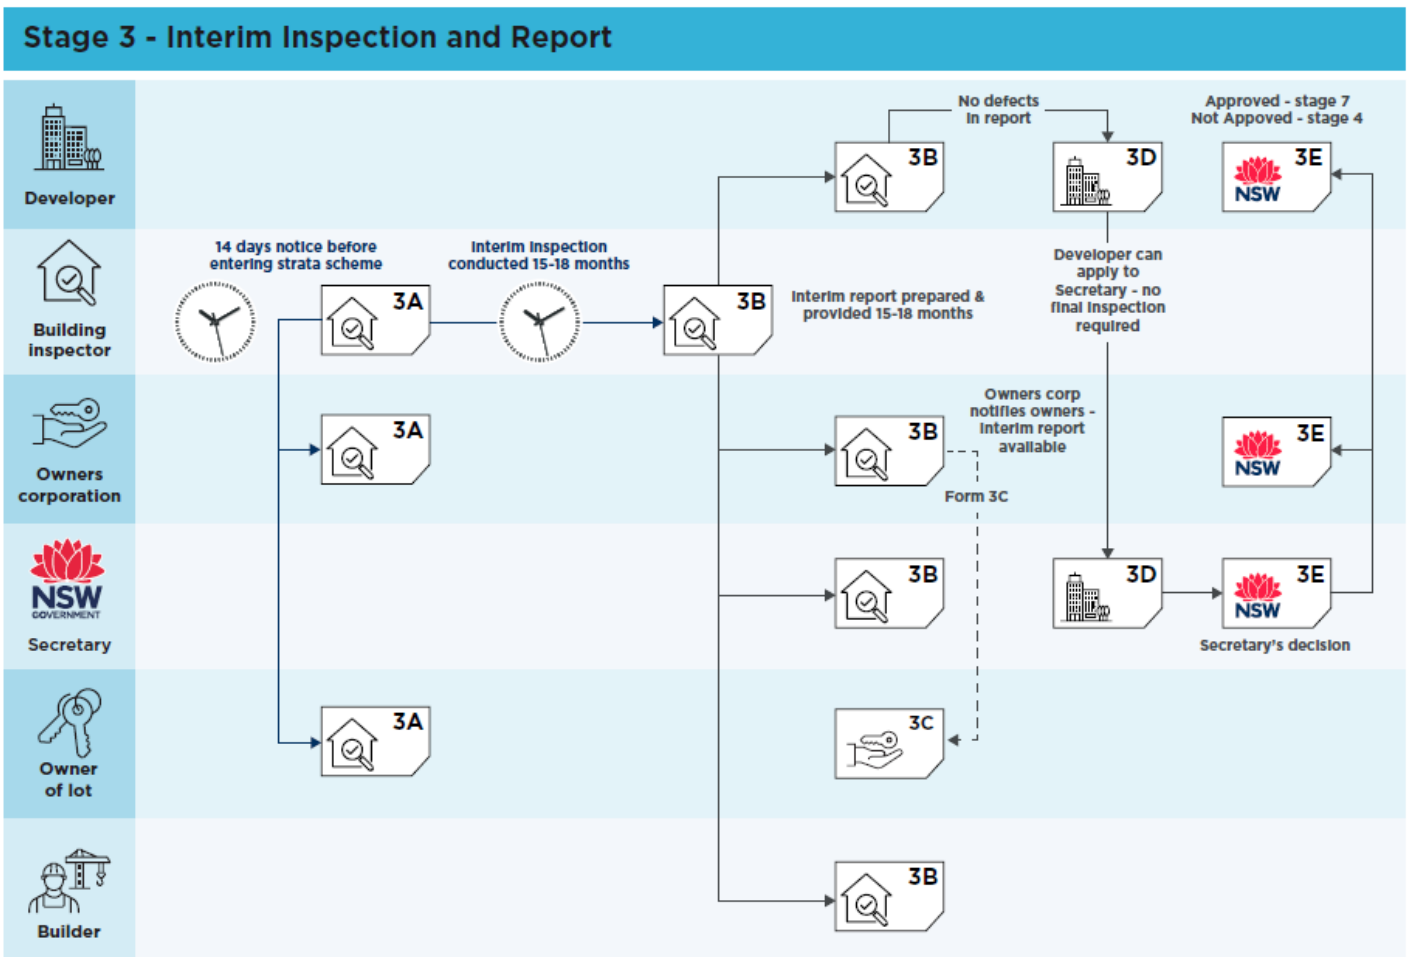 Stage 3 - Interim Inspection and Report
Developer
No defects
In report
3B
3D
Approved - stage 7
Not Appoved - stage 4
3E
NSW
Building
inspector
14 days notice before
entering strata scheme
3A
Interim Inspection
conducted 15-18 months
3B
Interim report prepared &
provided 15-18 months
Developer can
apply to
Secretary - no
final inspection
required
Owners
corporation
3A
3B
Owners corp
notifies owners -
Interim report
available
Form 3C
3E
NSW
NSW
GOVERNMENT
Secretary
3B
3D
3E
NSW
Secretary's decision
Owner
of lot
3A
3C
Builder
3B